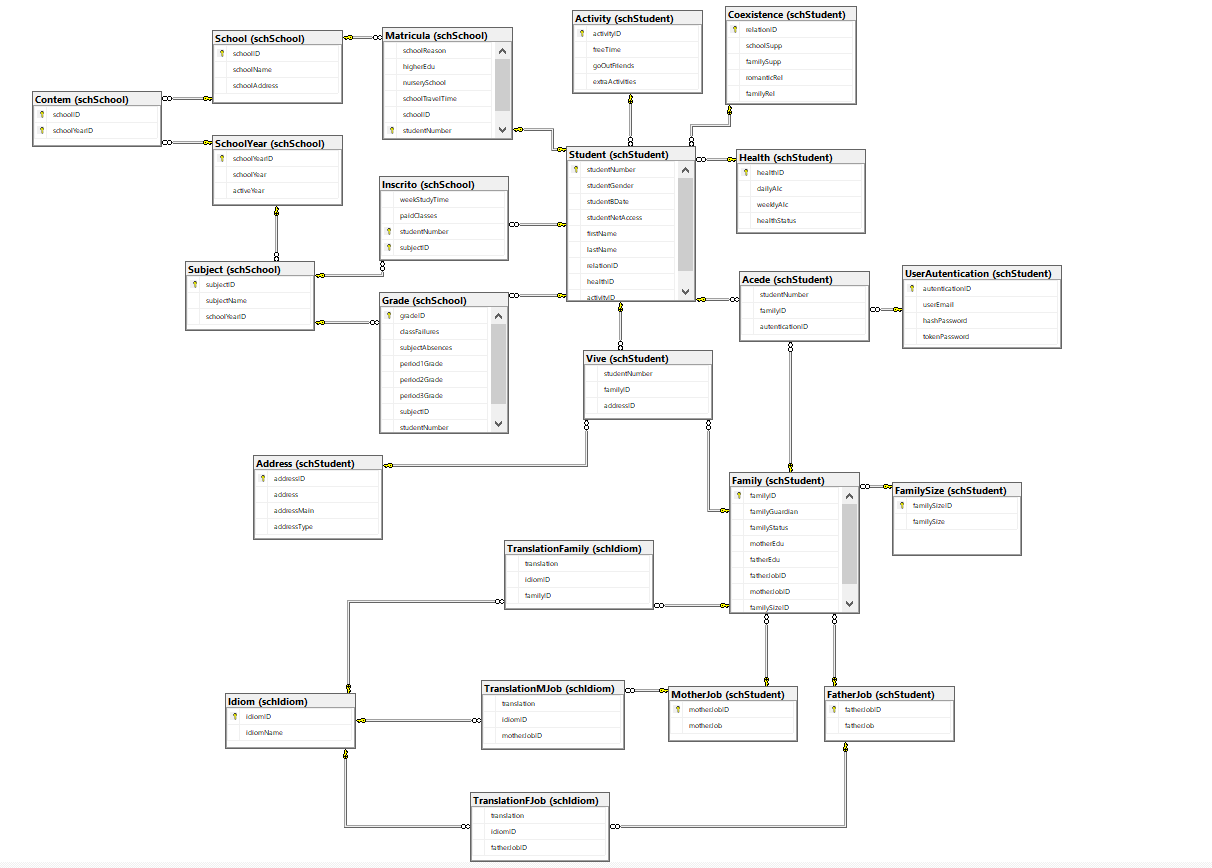 Activity (schStudent)
activityID
freeTime
goOutFriends
extraActivities
Coexistence (schStudent)
relationID
schoolSupp
familySupp
romanticRel
familyRel
School (schSchool)
schoolID
schoolName
schoolAddress
Matricula (schSchool)
schoolReason
higherEdu
nurserySchool
schoolTravelTime
schoolID
studentNumber
Contem (schSchool)
schoolID
schoolYearID
SchoolYear (schSchool)
schoolYearID
schoolYear
activeYear
Student (schStudent)
studentNumber
studentGender
studentBDate
studentNetAccess
firstName
lastName
relationID
healthID
activityID
Health (schStudent)
healthID
dailyAlc
weeklyAlc
healthStatus
Inscrito (schSchool)
weekStudyTime
paidClasses
studentNumber
subjectID
Subject (schSchool)
subjectID
subjectName
schoolYearID
Grade (schSchool)
gradeID
classFailures
subjectAbsences
period1Grade
period2Grade
period3Grade
subjectID
studentNumber
Acede (schStudent)
studentNumber
familyID
autenticationID
UserAutentication (schStudent)
autenticationID
userEmail
hashPassword
tokenPassword
Vive (schStudent)
studentNumber
familyID
addressID
Address (schStudent)
addressID
address
addressMain
addressType
Family (schStudent)
familyID
familyGuardian
familyStatus
motherEdu
fatherEdu
fatherJobID
motherJobID
familySizeID
FamilySize (schStudent)
familySizeID
familySize
TranslationFamily (schIdiom)
translation
idiomID
familyID
Idiom (schIdiom)
idiomID
idiomName
TranslationMJob (schIdiom)
translation
idiomID
motherJobID
MotherJob (schStudent)
motherJobID
motherJob
FatherJob (schStudent)
fatherJobID
fatherJob
TranslationFJob (schIdiom)
translation
idiomID
fatherJobID